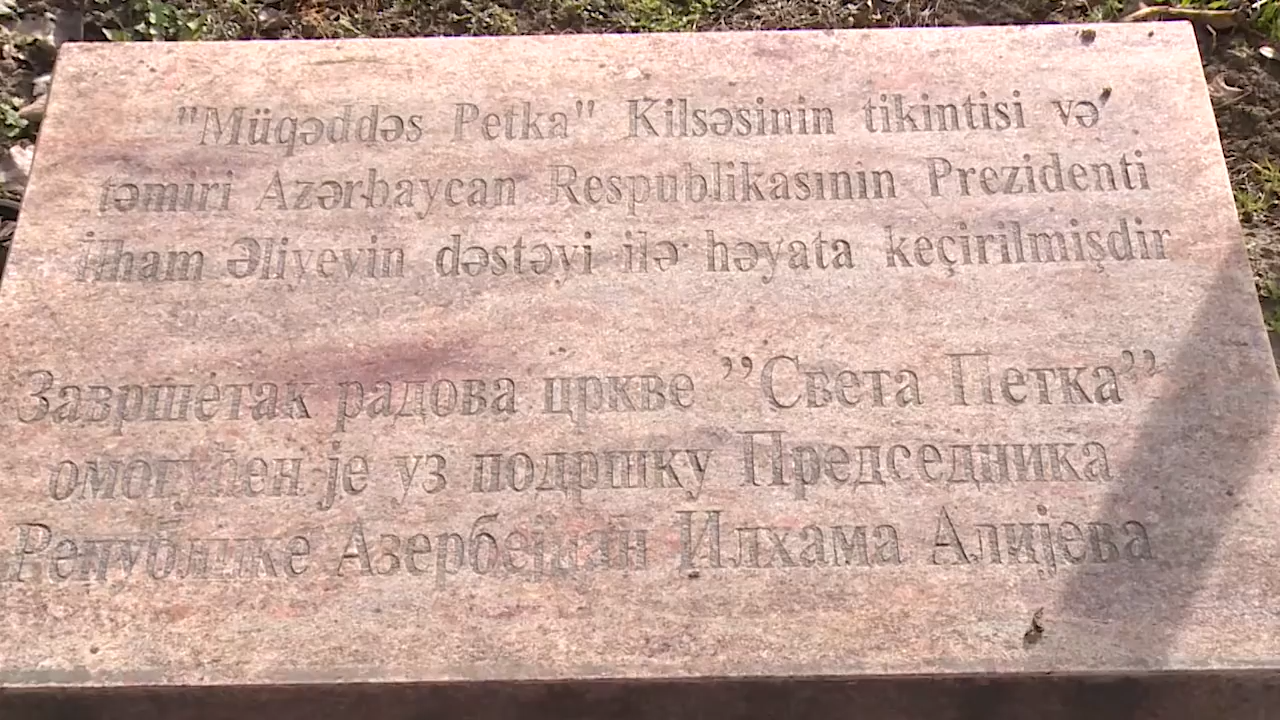 "Müqəddəs Petka" Kilsəsinin tikintisi və
təmiri Azərbaycan Respublikasının Prezidenti
İlham Əliyevin dəstəyi ilə həyata keçirilmişdir
Завршетак радова цркве ”Света Петка”
омогућен је уз подршку Председника
Републике Азербејџан Илхама Алијева